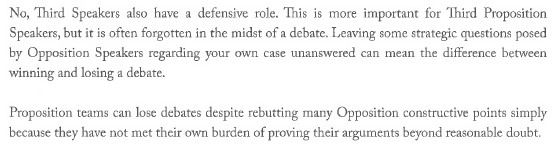 No, Third Speakers also have a defensive role. This is more important for Third Proposition
Speakers, but it is often forgotten in the midst of a debate. Leaving some strategic questions posed
by Opposition Speakers regarding your own case unanswered can mean the difference between
winning and losing a debate.
Proposition teams can lose debates despite rebutting many Opposition constructive points simply
because they have not met their own burden of proving their arguments beyond reasonable doubt.